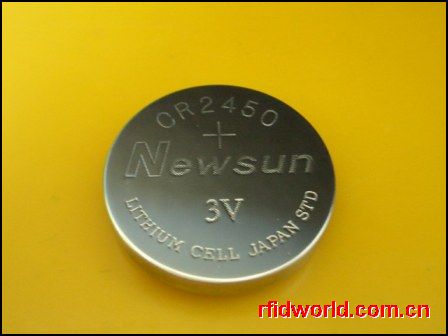 CR2450
+
Newsun
3V
LITHIUM CELL JAPAN STD
rfidworld.com.cn